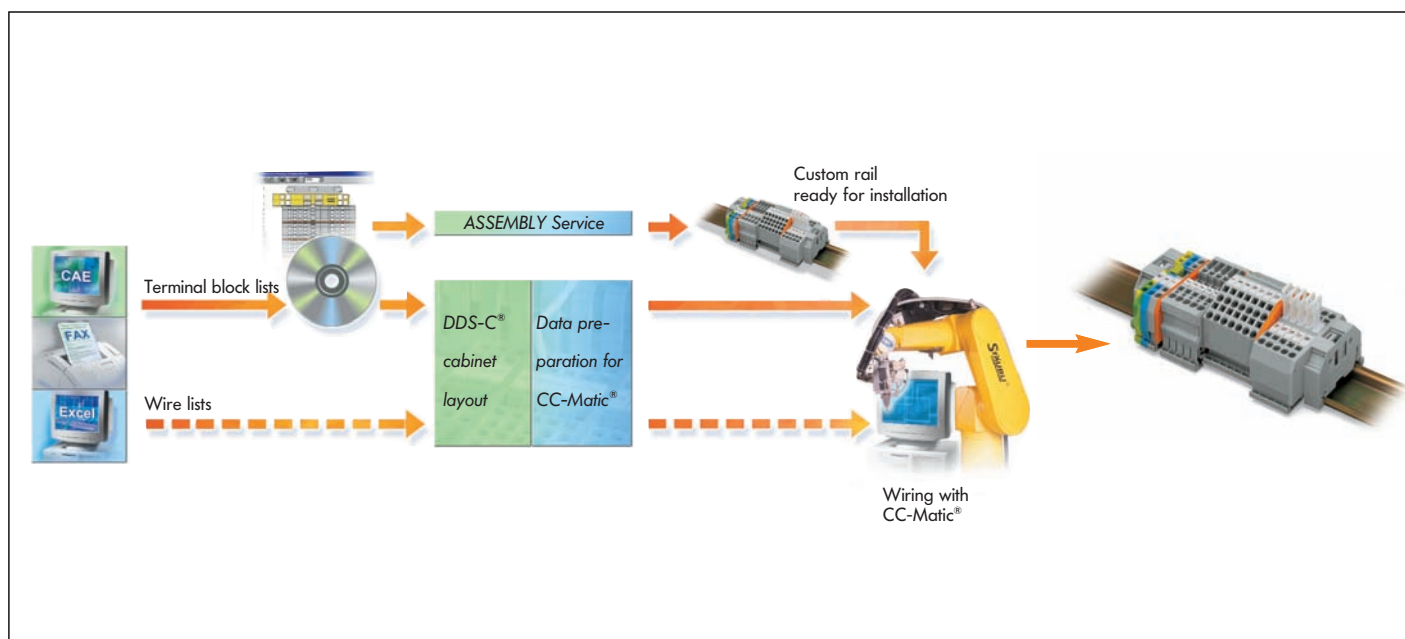 Custom rail
ready for installation
ASSEMBLY Service
CAE
Terminal block lists
FAX
DDS-C®
cabinet
layout
Data pre-
paration for
CC-Matic®
Excel
Wire lists
Wiring with
CC-Matic®